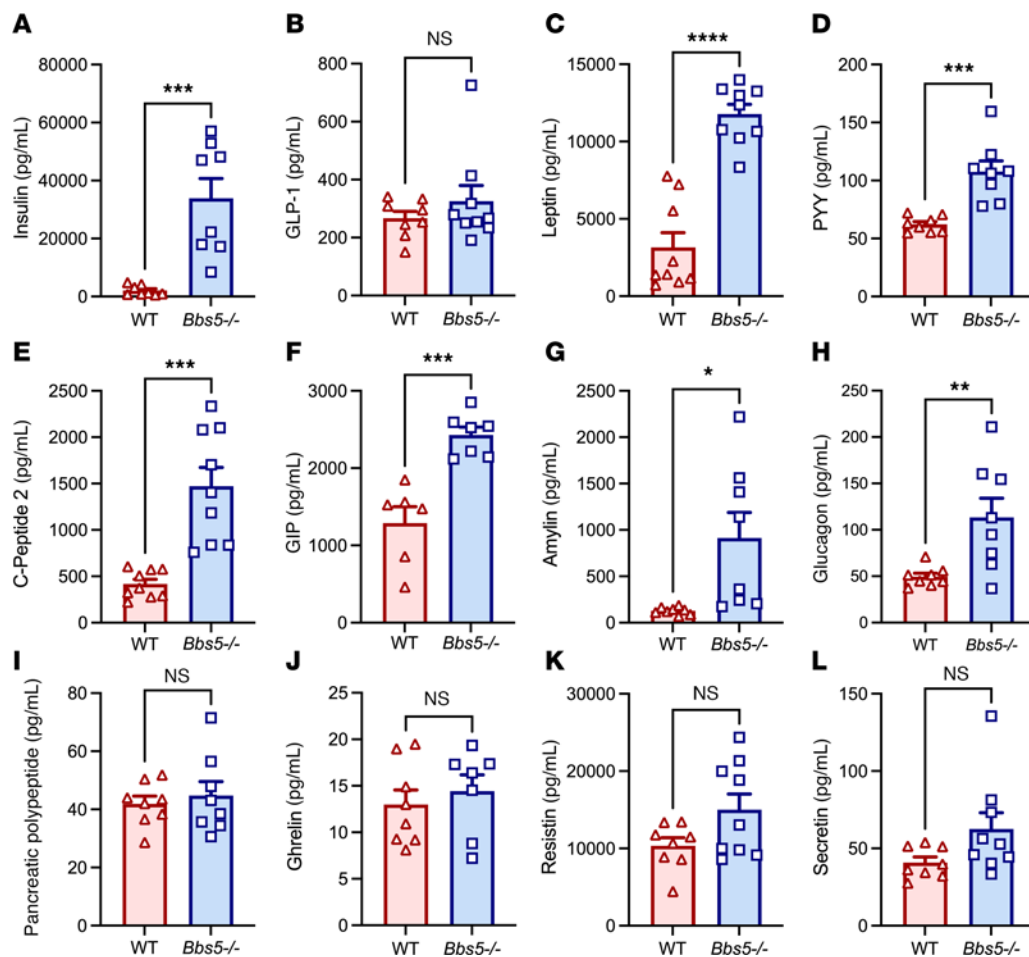 A
Insulin (pg/mL)
80000
60000
40000
20000
0
***
WT
Bbs5-/-
B
GLP-1 (pg/mL)
800
600
400
200
0
NS
WT
Bbs5-/-
C
Leptin (pg/mL)
15000
10000
5000
0
****
WT
Bbs5-/-
D
PYY (pg/mL)
200
150
100
50
0
***
WT
Bbs5-/-
E
C-Peptide 2 (pg/mL)
2500
2000
1500
1000
500
0
***
WT
Bbs5-/-
F
GIP (pg/mL)
3000
2000
1000
0
***
WT
Bbs5-/-
G
Amylin (pg/mL)
2500
2000
1500
1000
500
0
*
WT
Bbs5-/-
H
Glucagon (pg/mL)
250
200
150
100
50
0
**
WT
Bbs5-/-
I
Pancreatic polypeptide (pg/mL)
80
60
40
20
0
NS
WT
Bbs5-/-
J
Ghrelin (pg/mL)
25
20
15
10
5
0
NS
WT
Bbs5-/-
K
Resistin (pg/mL)
30000
20000
10000
0
NS
WT
Bbs5-/-
L
Secretin (pg/mL)
150
100
50
0
NS
WT
Bbs5-/-